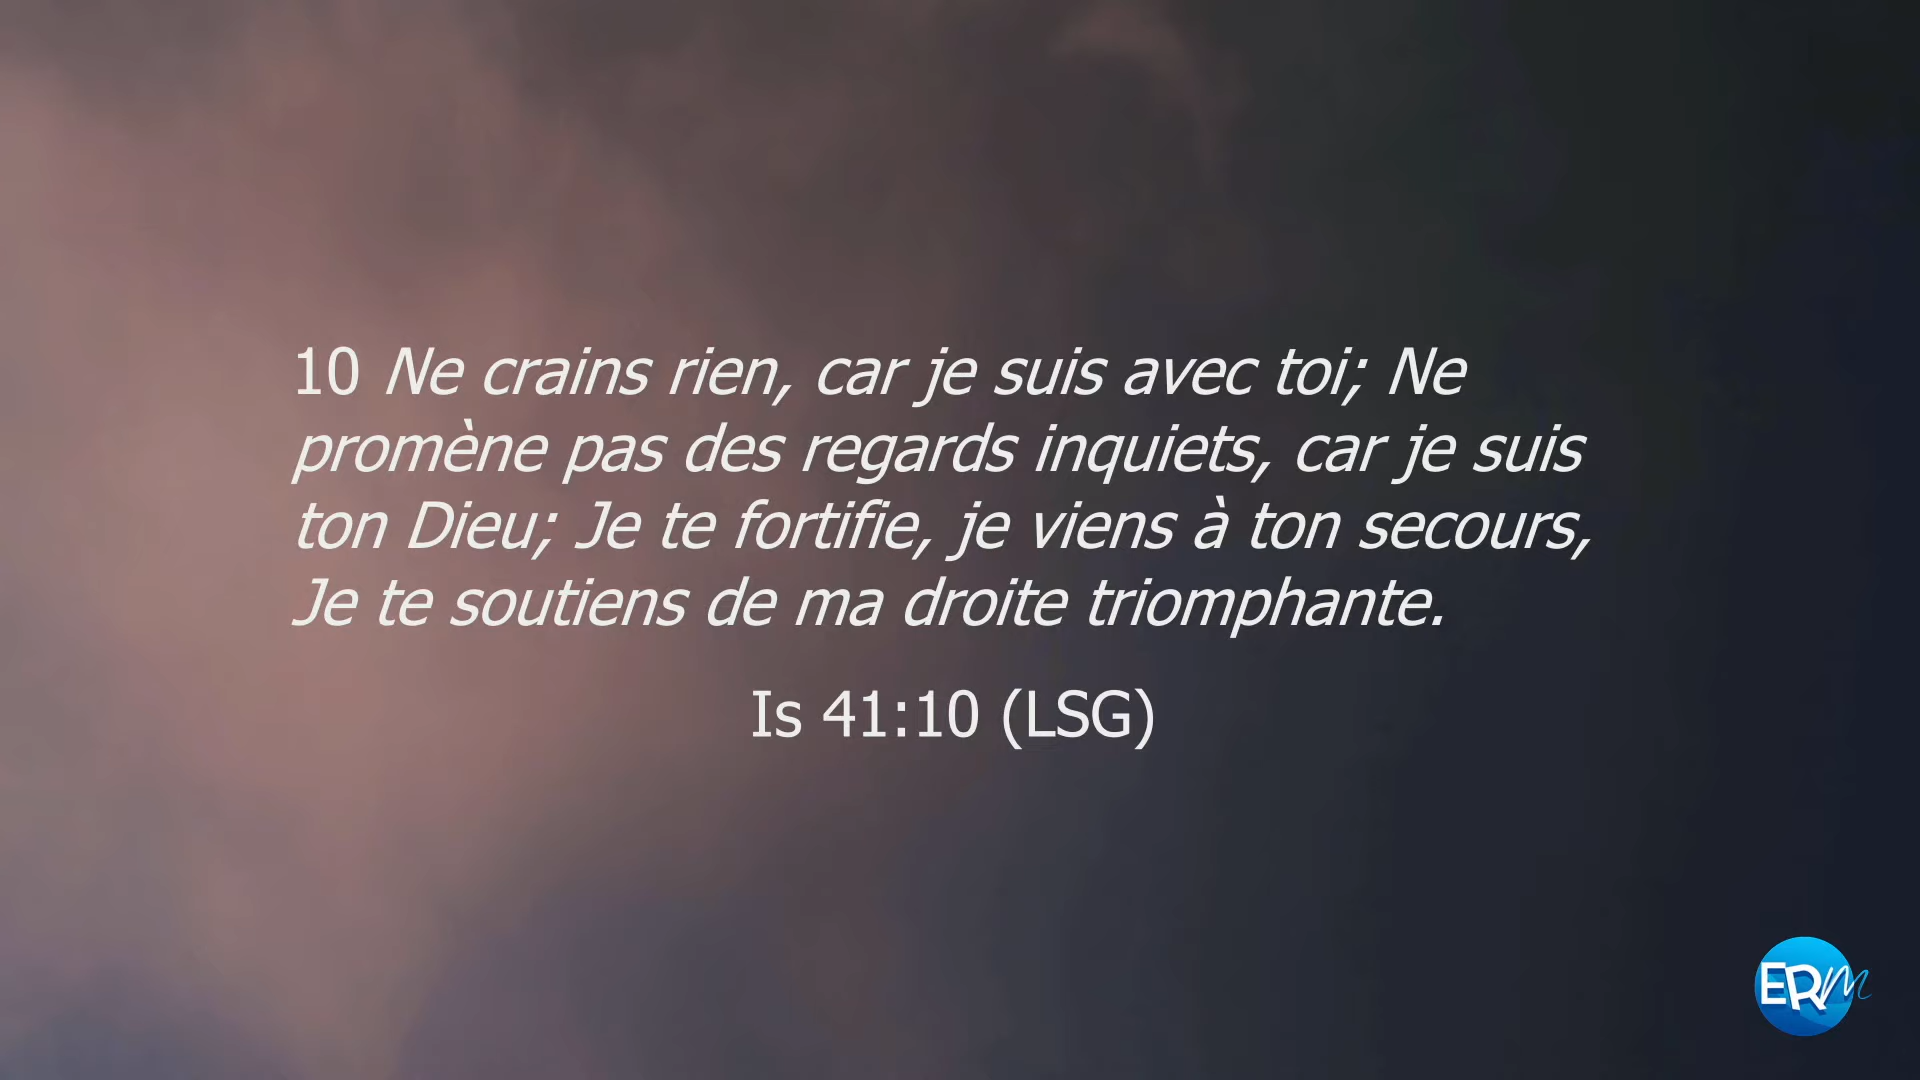 10 Ne crains rien, car je suis avec toi; Ne
promène pas des regards inquiets, car je suis
ton Dieu; Je te fortifie, je viens à ton secours,
Je te soutiens de ma droite triomphante.
Is 41:10 (LSG)
ERM